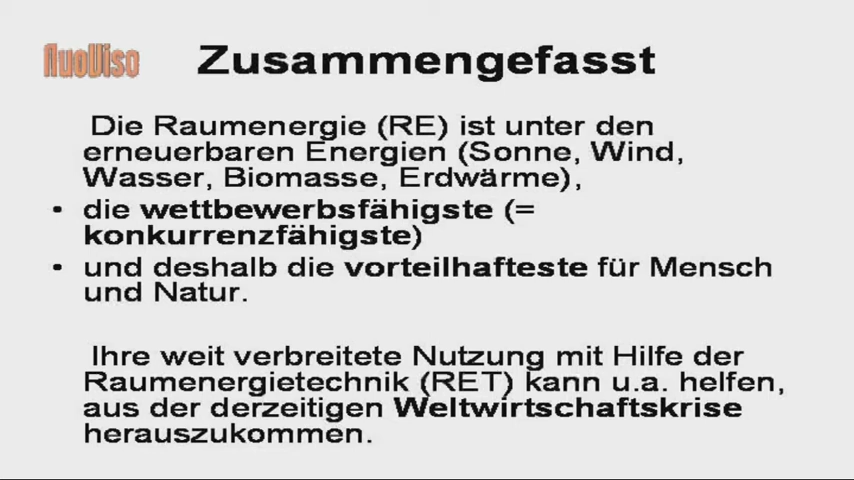 NuoViso
Zusammengefasst
Die Raumenergie (RE) ist unter den
erneuerbaren Energien (Sonne, Wind,
Wasser, Biomasse, Erdwärme),
• die wettbewerbsfähigste (=
konkurrenzfähigste)
• und deshalb die vorteilhafteste für Mensch
und Natur.
Ihre weit verbreitete Nutzung mit Hilfe der
Raumenergietechnik (RET) kann u.a. helfen,
aus der derzeitigen Weltwirtschaftskrise
herauszukommen.